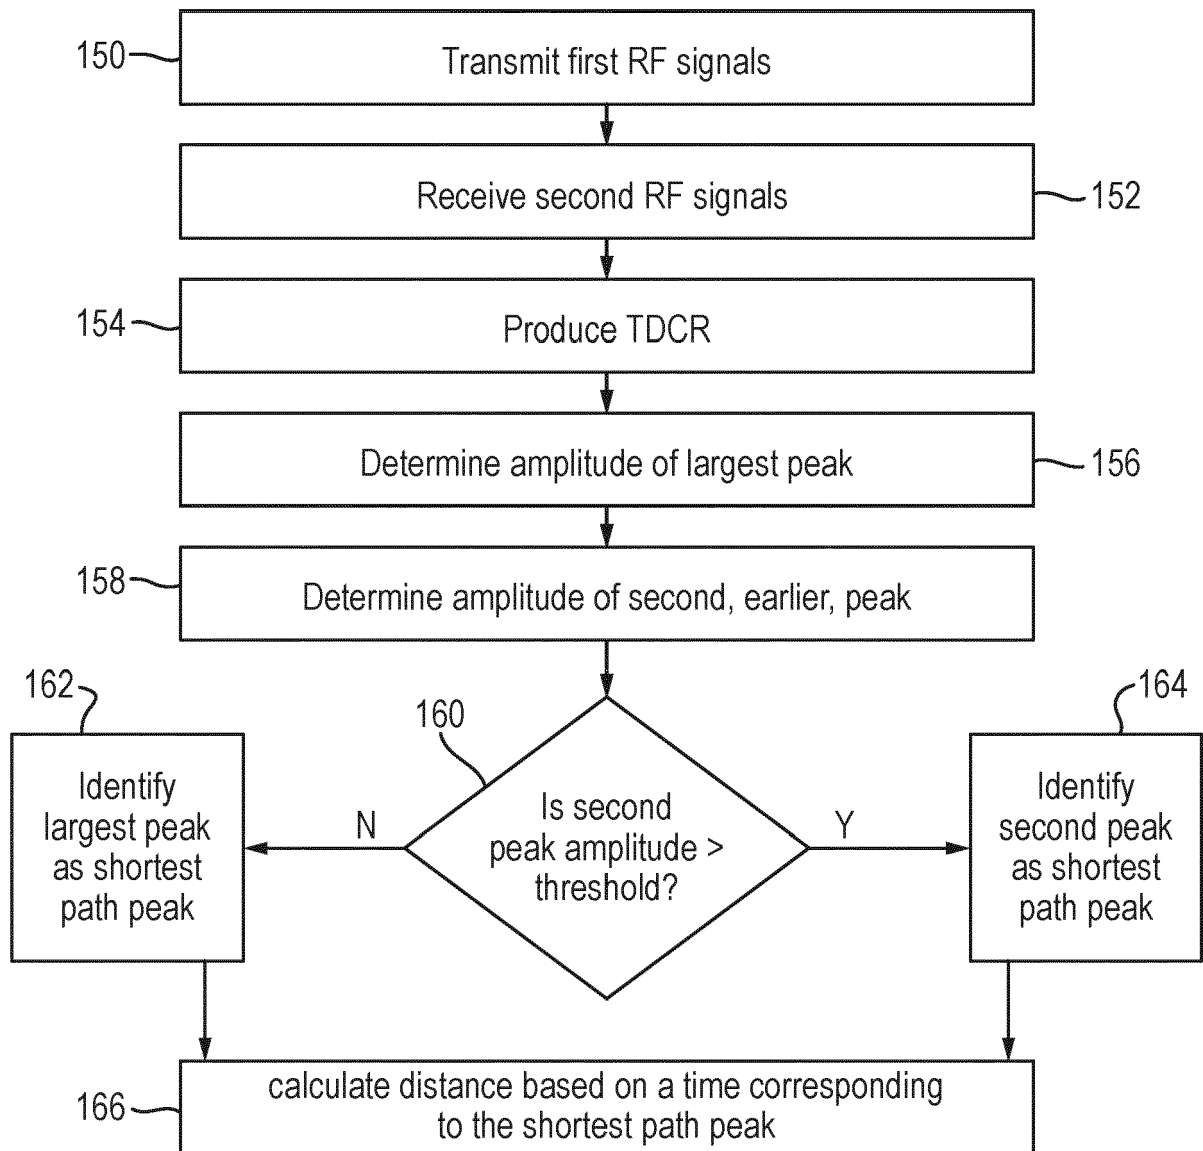 150
Transmit first RF signals
Receive second RF signals
152
154
Produce TDCR
Determine amplitude of largest peak
156
158
Determine amplitude of second, earlier, peak
162
160
164
Identify
largest peak
as shortest
path peak
N
Is second
peak amplitude >
threshold?
Y
Identify
second peak
as shortest
path peak
166
calculate distance based on a time corresponding
to the shortest path peak